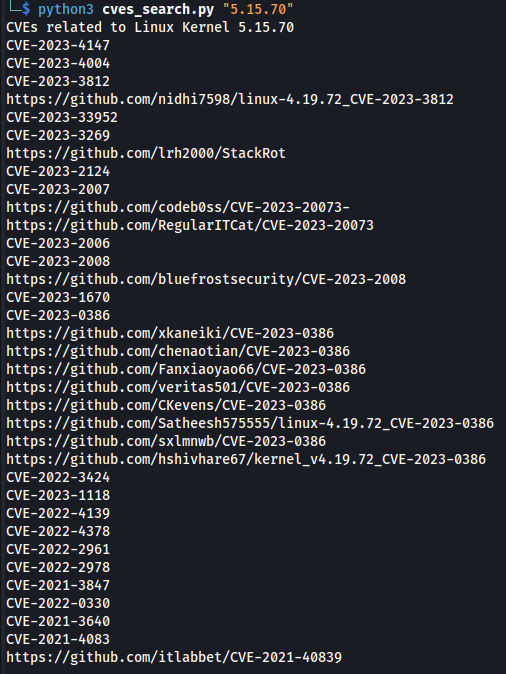 └─$ python3 cves_search.py "5.15.70"
CVEs related to Linux Kernel 5.15.70
CVE-2023-4147
CVE-2023-4004
CVE-2023-3812
https://github.com/nidhi7598/linux-4.19.72_CVE-2023-3812
CVE-2023-33952
CVE-2023-3269
https://github.com/lrh2000/StackRot
CVE-2023-2124
CVE-2023-2007
https://github.com/codeb0ss/CVE-2023-20073-
https://github.com/RegularITCat/CVE-2023-20073
CVE-2023-2006
CVE-2023-2008
https://github.com/bluefrostsecurity/CVE-2023-2008
CVE-2023-1670
CVE-2023-0386
https://github.com/xkaneiki/CVE-2023-0386
https://github.com/chenaotian/CVE-2023-0386
https://github.com/Fanxiaoyao66/CVE-2023-0386
https://github.com/veritas501/CVE-2023-0386
https://github.com/CKevens/CVE-2023-0386
https://github.com/Satheesh575555/linux-4.19.72_CVE-2023-0386
https://github.com/sxlmnwb/CVE-2023-0386
https://github.com/hshivhare67/kernel_v4.19.72_CVE-2023-0386
CVE-2022-3424
CVE-2023-1118
CVE-2022-4139
CVE-2022-4378
CVE-2022-2961
CVE-2022-2978
CVE-2021-3847
CVE-2022-0330
CVE-2021-3640
CVE-2021-4083
https://github.com/itlabbet/CVE-2021-40839